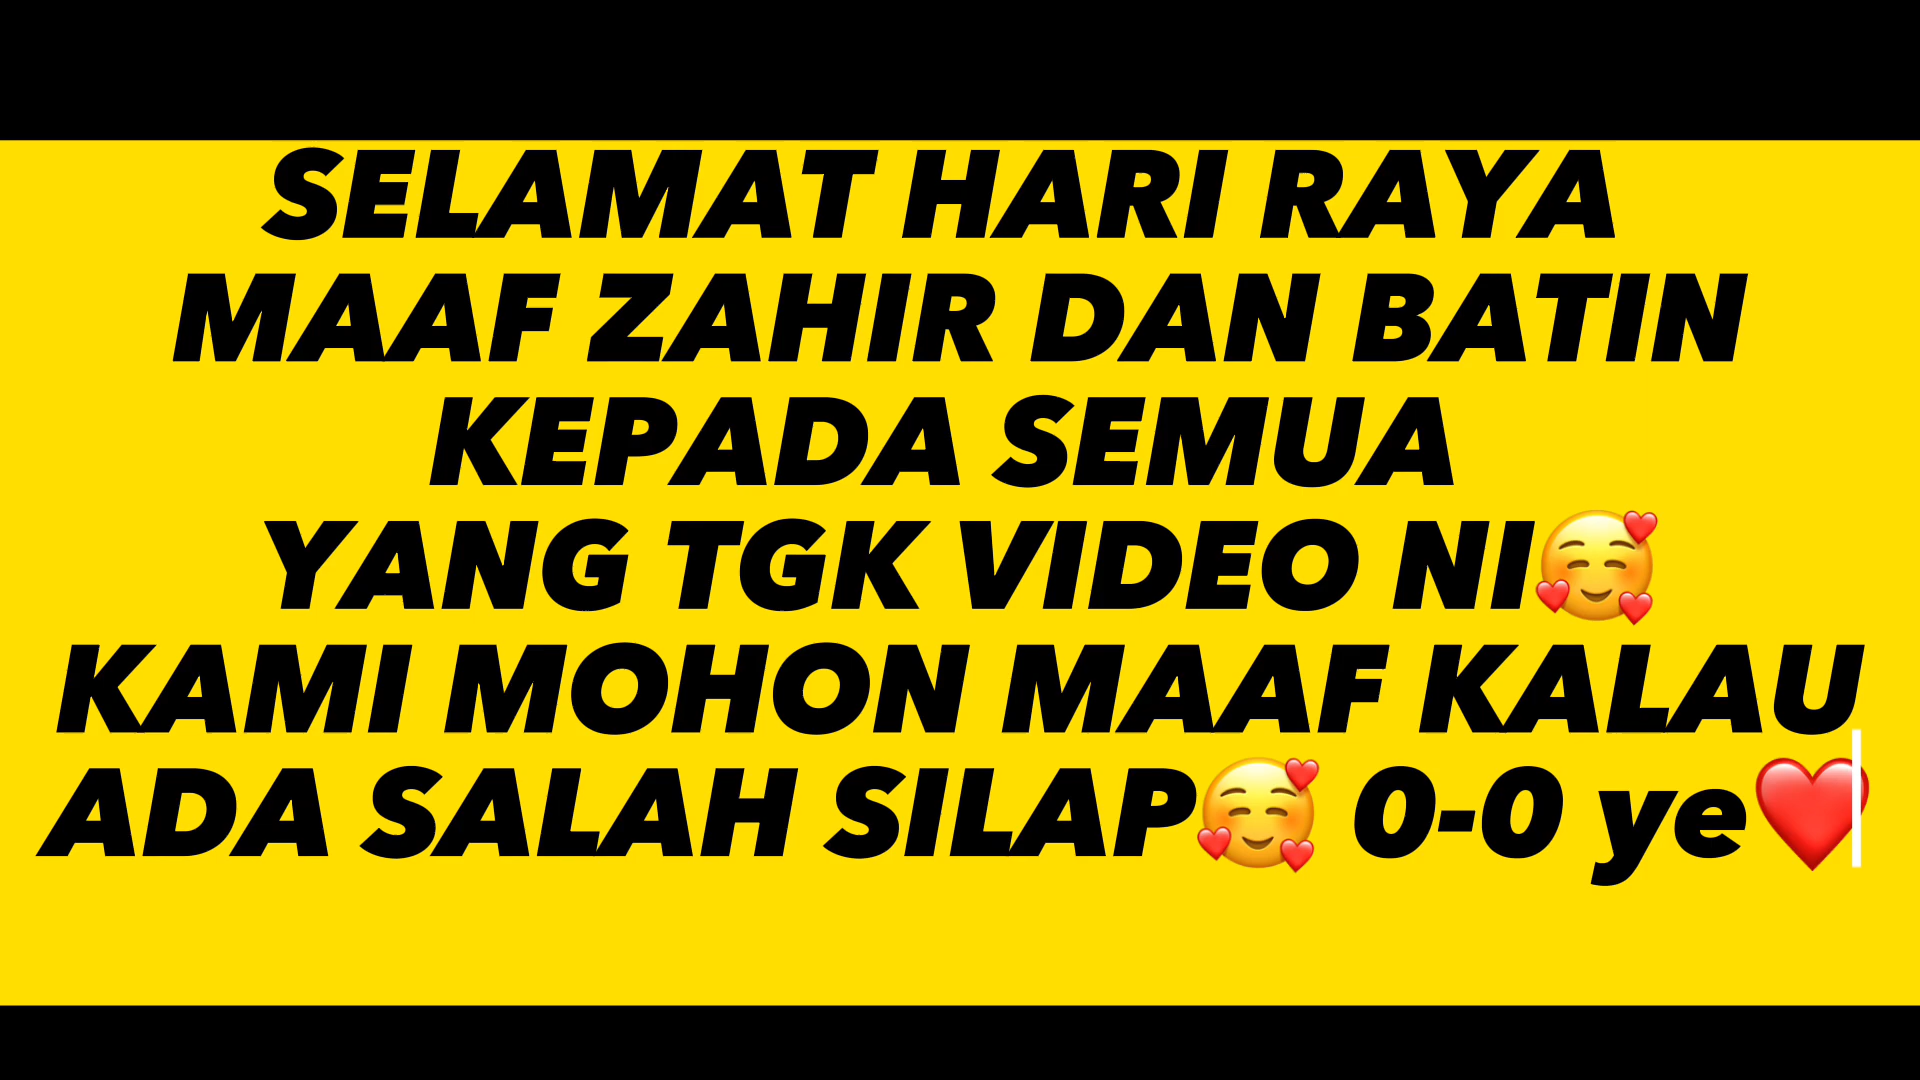 SELAMAT HARI RAYA
MAAF ZAHIR DAN BATIN
KEPADA SEMUA
YANG TGK VIDEO NI🥰
KAMI MOHON MAAF KALAU
ADA SALAH SILAP🥰 0-0 ye❤️